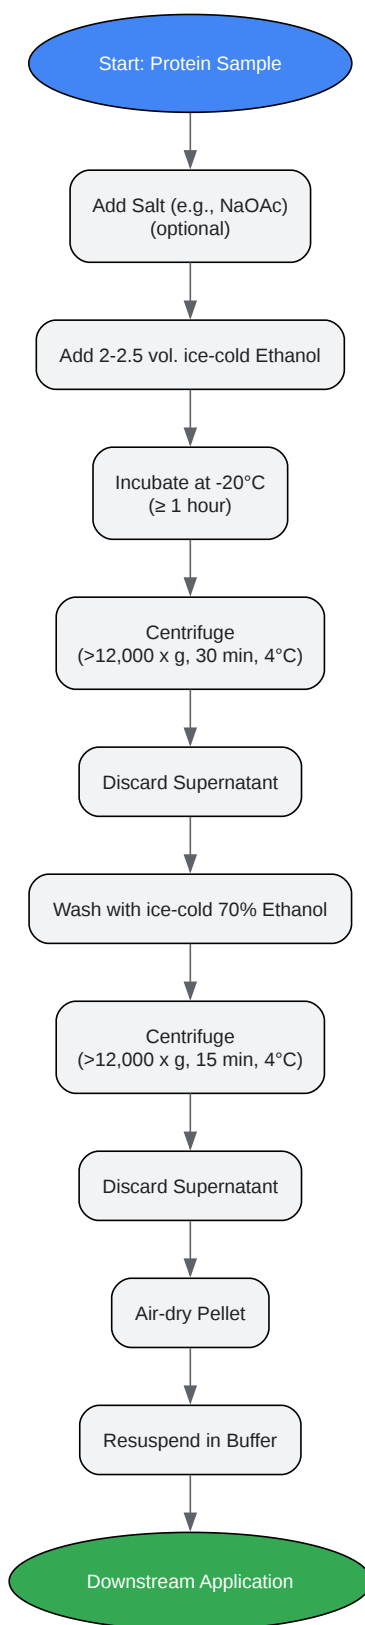 Start: Protein Sample
Add Salt (e.g., NaOAc)
(optional)
Add 2-2.5 vol. ice-cold Ethanol
Incubate at -20°C
(≥ 1 hour)
Centrifuge
(>12,000 x g, 30 min, 4°C)
Discard Supernatant
Wash with ice-cold 70% Ethanol
Centrifuge
(>12,000 x g, 15 min, 4°C)
Discard Supernatant
Air-dry Pellet
Resuspend in Buffer
Downstream Application